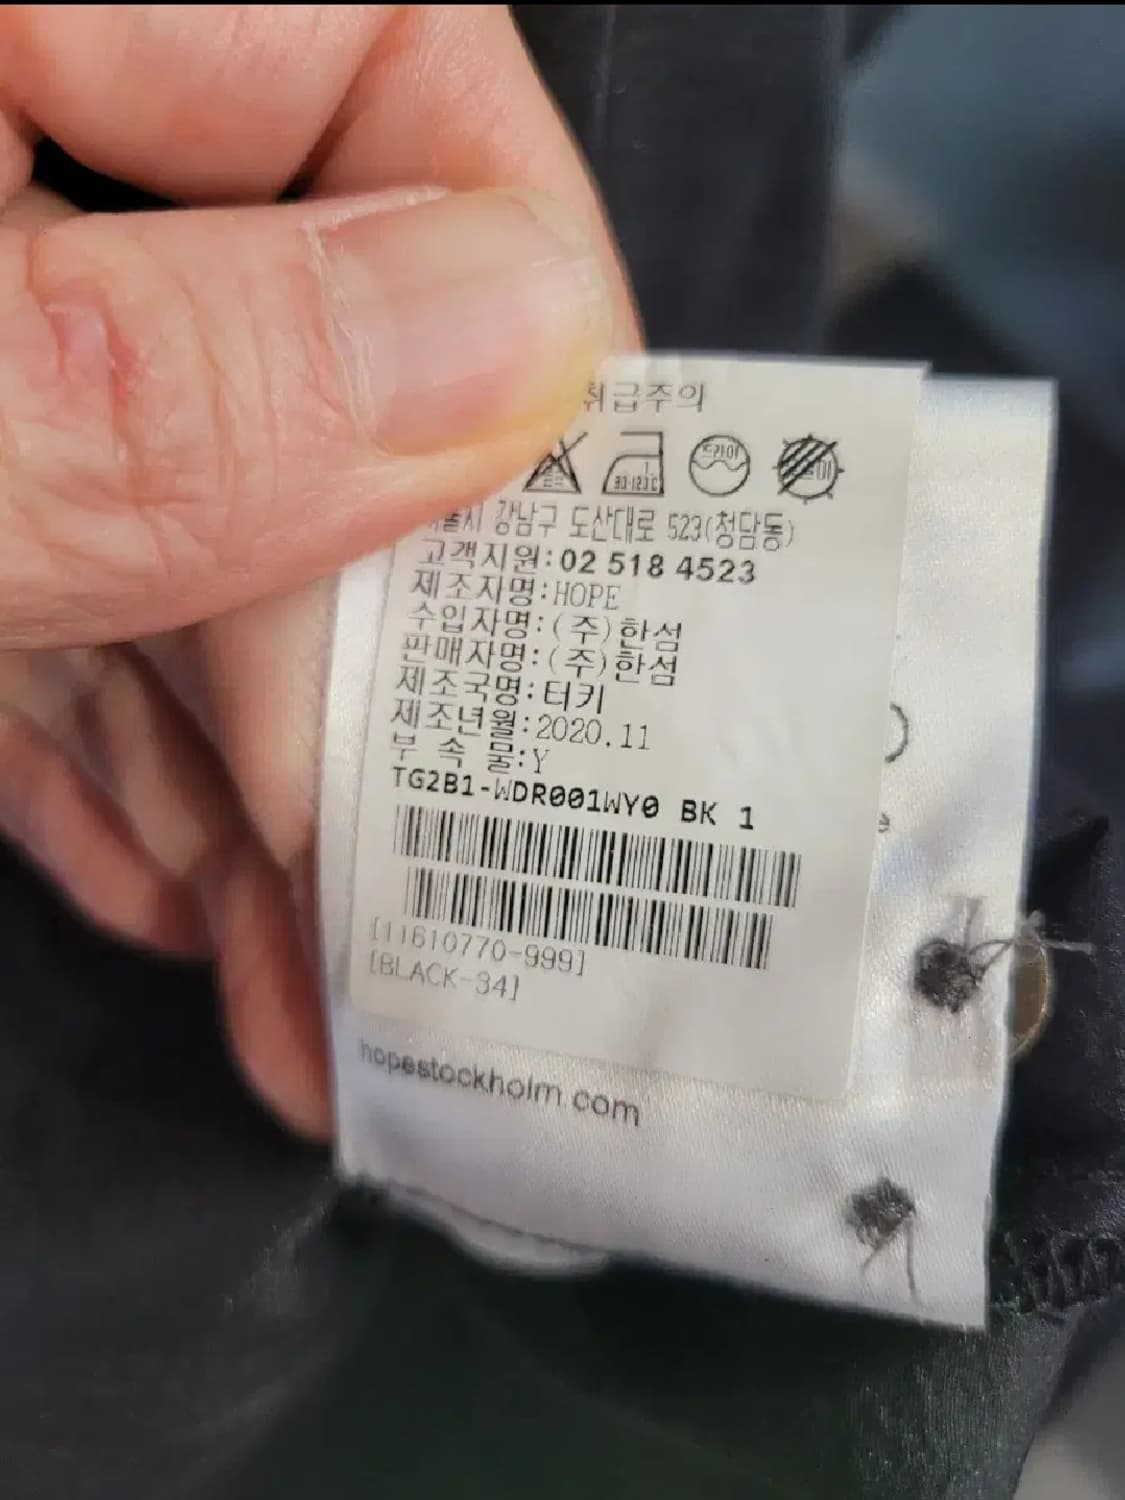 취급주의
드라이
강남구 도산대로 523(청담동)
고객지원:02 518 4523
제조자명:HOPE
수입자명:(주)한섬
판매자명:(주)한섬
제조국명:터키
제조년월:2020.11
부 속 물:Y
TG2B1-WDR001WY0 BK 1
[11610770-999]
[BLACK-34]
hopestockholm.com